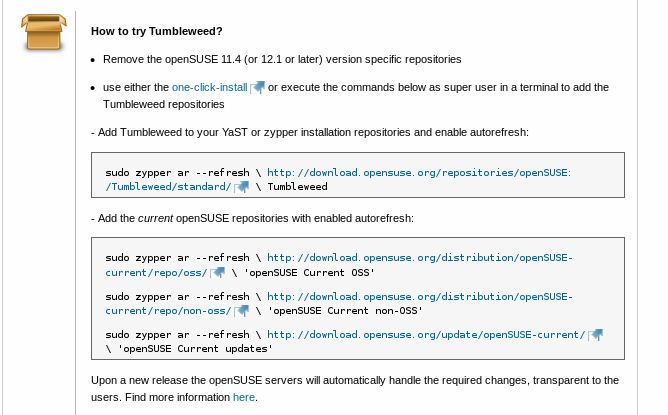 How to try Tumbleweed?
• Remove the openSUSE 11.4 (or 12.1 or later) version specific repositories
• use either the one-click-install or execute the commands below as super user in a terminal to add the
Tumbleweed repositories
- Add Tumbleweed to your YaST or zypper installation repositories and enable autorefresh:
sudo zypper ar --refresh \ http://download.opensuse.org/repositories/openSUSE:
/Tumbleweed/standard/ \ Tumbleweed
- Add the current openSUSE repositories with enabled autorefresh:
sudo zypper ar --refresh \ http://download.opensuse.org/distribution/openSUSE-
current/repo/oss/ \ 'openSUSE Current OSS'
sudo zypper ar --refresh \ http://download.opensuse.org/distribution/openSUSE-
current/repo/non-oss/ \ 'openSUSE Current non-OSS'
sudo zypper ar --refresh \ http://download.opensuse.org/update/openSUSE-current/
\ 'openSUSE Current updates'
Upon a new release the openSUSE servers will automatically handle the required changes, transparent to the
users. Find more information here.